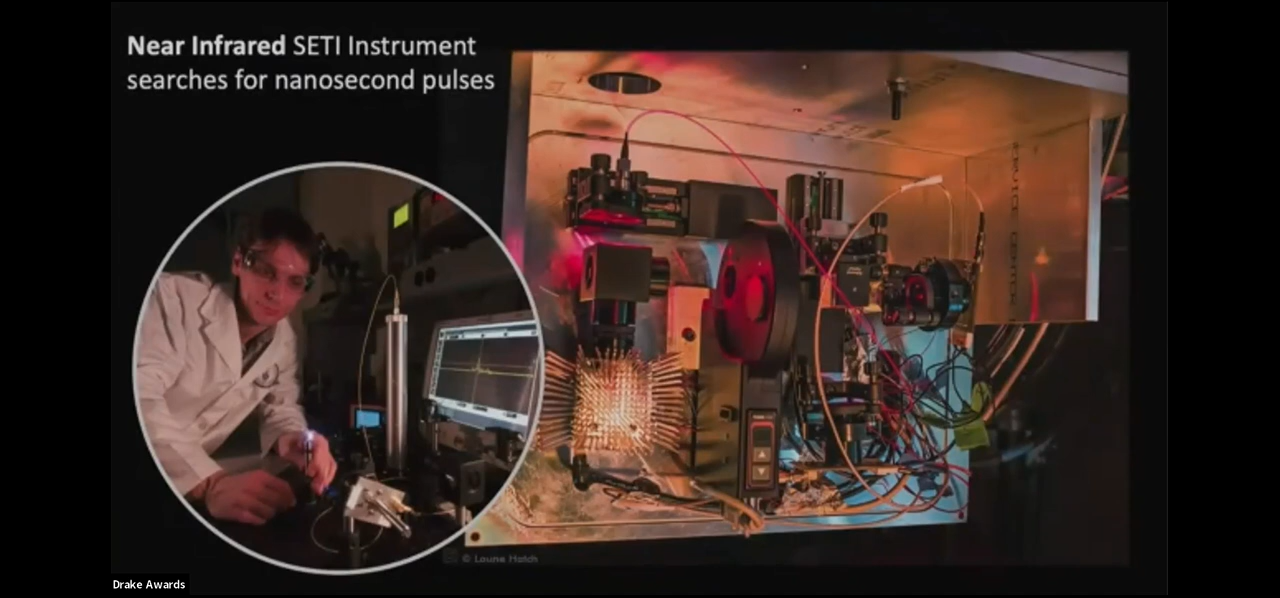 Near Infrared SETI Instrument
searches for nanosecond pulses
© Laurie Hatch
Drake Awards